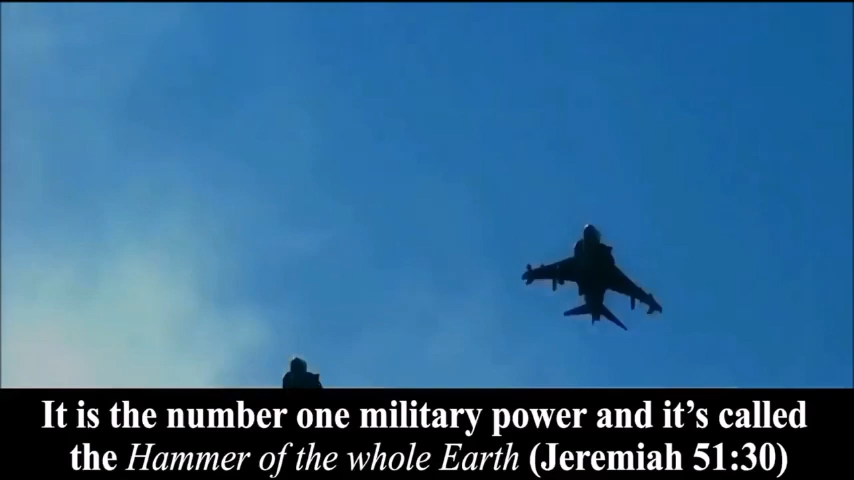 It is the number one military power and it's called
the Hammer of the whole Earth (Jeremiah 51:30)